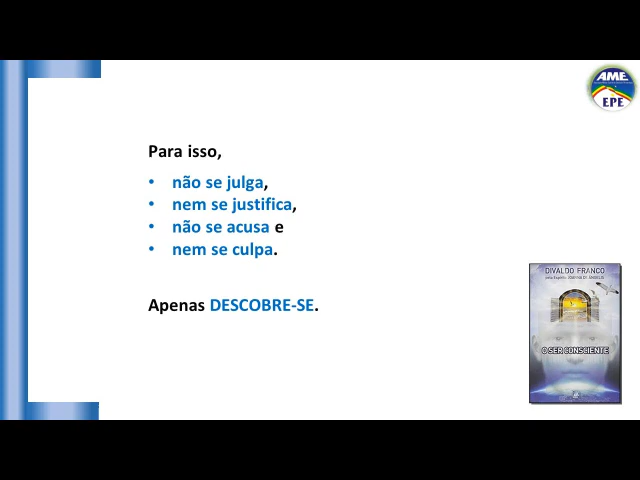 AME
EPE
Para isso,
• não se julga,
• nem se justifica,
• não se acusa e
• nem se culpa.
Apenas DESCOBRE-SE.
DIVALDO FRANCO
O SER CONSCIENTE